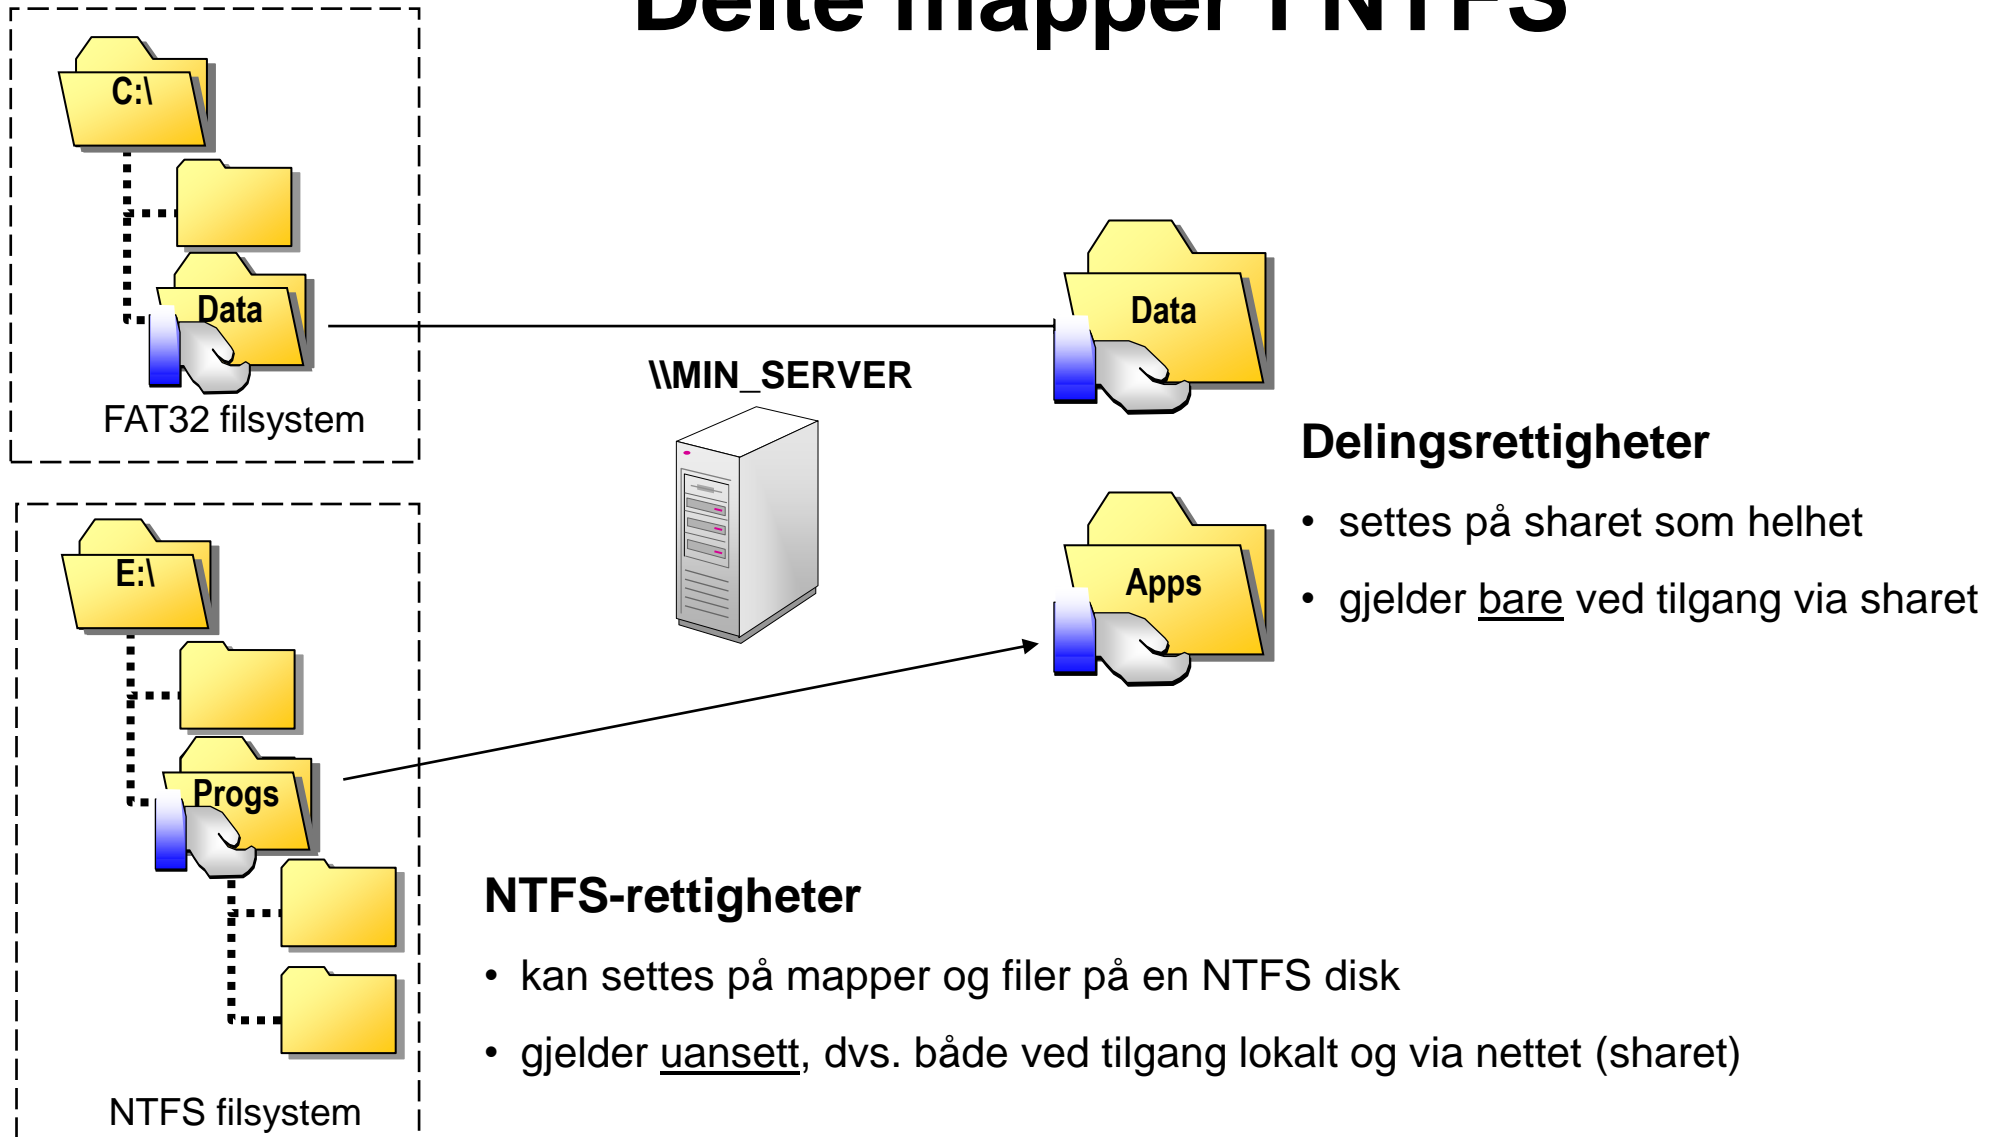 Delte mapper i NTFS
C:\
Data
FAT32 filsystem
\\MIN_SERVER
Data
Delingsrettigheter
• settes på sharet som helhet
• gjelder bare ved tilgang via sharet
Apps
E:\
Progs
NTFS filsystem
NTFS-rettigheter
• kan settes på mapper og filer på en NTFS disk
• gjelder uansett, dvs. både ved tilgang lokalt og via nettet (sharet)